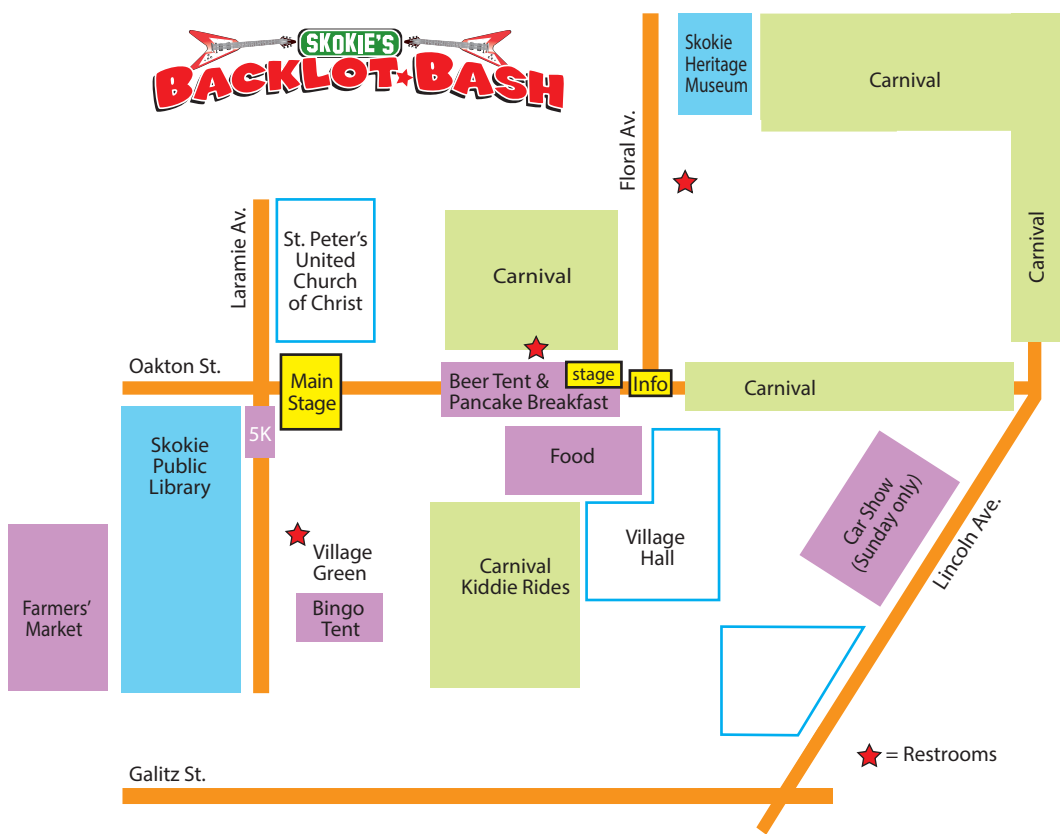 SKOKIE'S
BACKLOT BASH
Skokie
Heritage
Museum
Carnival
Floral Av.
Carnival
Laramie Av.
St. Peter's
United
Church
of Christ
Carnival
Oakton St.
Main
Stage
Beer Tent &
Pancake Breakfast
stage
Info
Carnival
5K
Skokie
Public
Library
Food
Car Show
(Sunday only)
Lincoln Ave.
Village
Green
Village
Hall
Carnival
Kiddie Rides
Farmers'
Market
Bingo
Tent
= Restrooms
Galitz St.